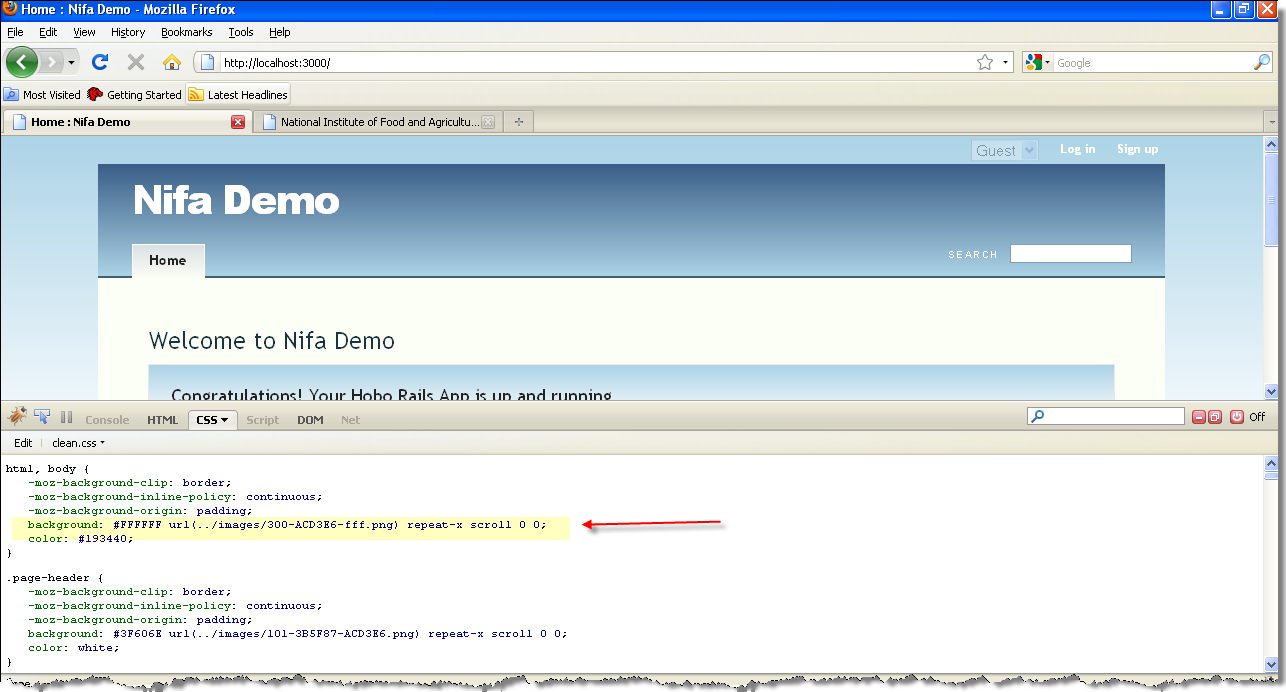 Home : Nifa Demo - Mozilla Firefox
File Edit View History Bookmarks Tools Help
http://localhost:3000/ Google
Most Visited Getting Started Latest Headlines
Home : Nifa Demo National Institute of Food and Agricultu...
Guest Log in Sign up
Nifa Demo
Home SEARCH
Welcome to Nifa Demo
Congratulations! Your Hobo Rails App is up and running
Console HTML CSS Script DOM Net Off
Edit clean.css
html, body {
-moz-background-clip: border;
-moz-background-inline-policy: continuous;
-moz-background-origin: padding;
background: #FFFFFF url(../images/300-ACD3E6-fff.png) repeat-x scroll 0 0;
color: #193440;
}
.page-header {
-moz-background-clip: border;
-moz-background-inline-policy: continuous;
-moz-background-origin: padding;
background: #3F606E url(../images/101-3B5F87-ACD3E6.png) repeat-x scroll 0 0;
color: white;
}